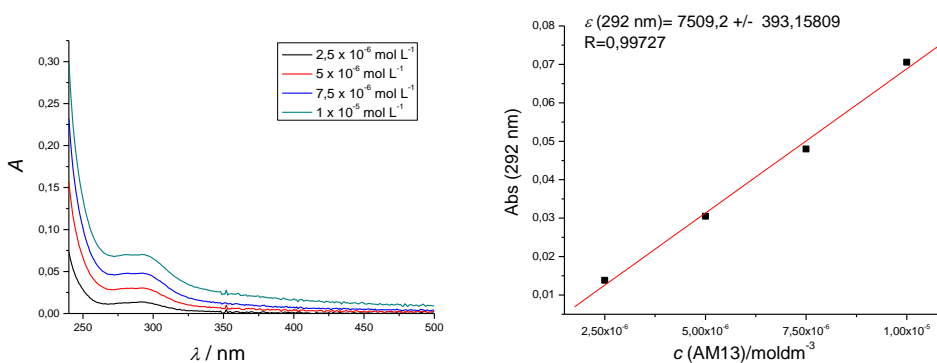 2,5 x 10⁻⁶ mol L⁻¹
5 x 10⁻⁶ mol L⁻¹
7,5 x 10⁻⁶ mol L⁻¹
1 x 10⁻⁵ mol L⁻¹
0,30
0,25
0,20
0,15
0,10
0,05
0,00
A
250 300 350 400 450 500
λ / nm
ε (292 nm)= 7509,2 +/- 393,15809
R=0,99727
0,08
0,07
0,06
0,05
0,04
0,03
0,02
0,01
Abs (292 nm)
2,50x10⁻⁶ 5,00x10⁻⁶ 7,50x10⁻⁶ 1,00x10⁻⁵
c (AM13)/moldm⁻³